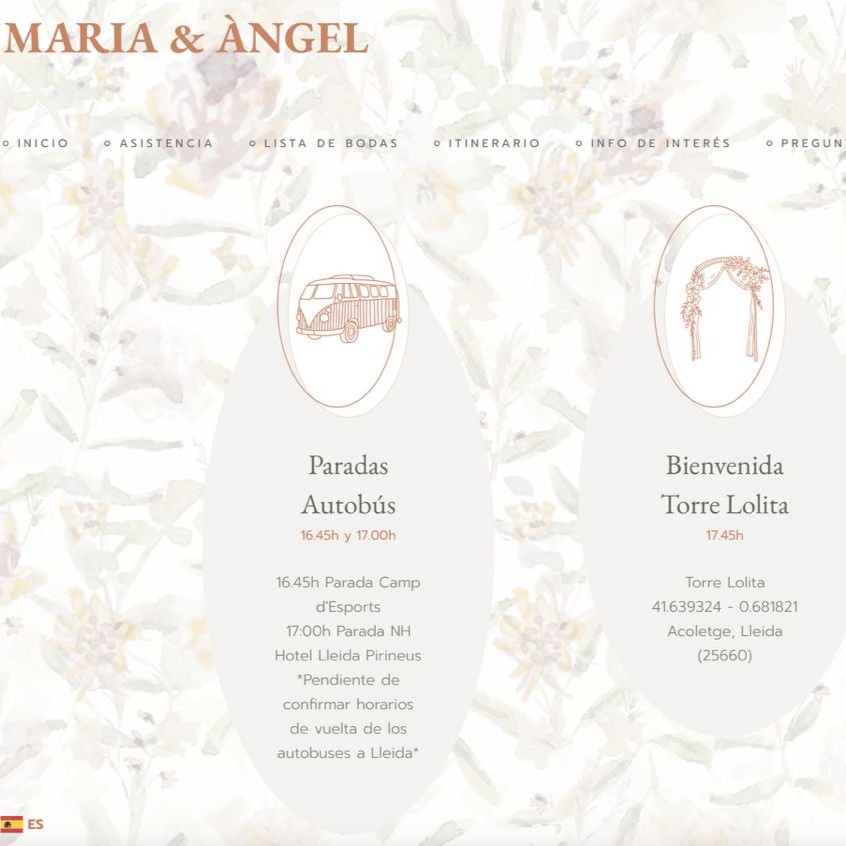 MARIA & ÀNGEL
INICIO ASISTENCIA LISTA DE BODAS ITINERARIO INFO DE INTERÉS
Paradas
Autobús
16.45h y 17.00h
16.45h Parada Camp
d'Esports
17:00h Parada NH
Hotel Lleida Pirineus
*Pendiente de
confirmar horarios
de vuelta de los
autobuses a Lleida*
Bienvenida
Torre Lolita
17.45h
Torre Lolita
41.639324 - 0.681821
Acoletge, Lleida
(25660)
ES